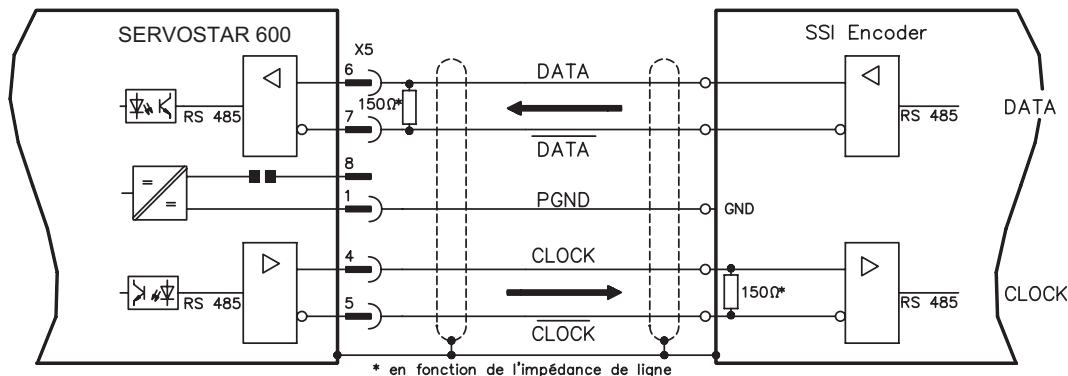 SERVOSTAR 600
X5
SSI Encoder
6
DATA
RS 485
150Ω*
RS 485
DATA
7
DATA
8
1
PGND
GND
4
CLOCK
RS 485
150Ω*
RS 485
CLOCK
5
CLOCK
* en fonction de l'impédance de ligne